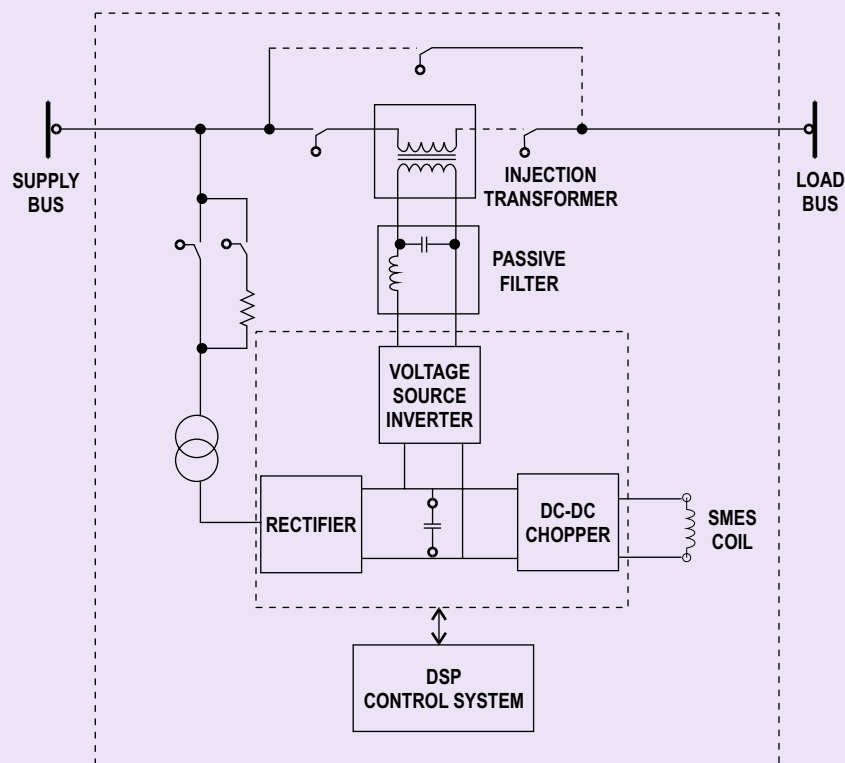 SUPPLY
BUS
INJECTION
TRANSFORMER
LOAD
BUS
PASSIVE
FILTER
VOLTAGE
SOURCE
INVERTER
RECTIFIER
DC-DC
CHOPPER
SMES
COIL
DSP
CONTROL SYSTEM